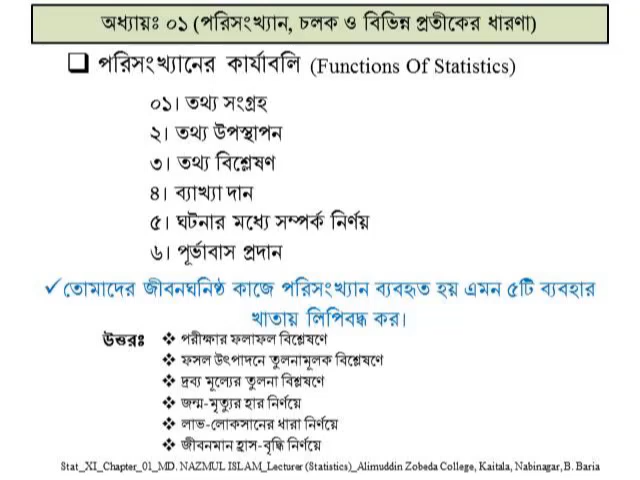 অধ্যায়ঃ ০১ (পরিসংখ্যান, চলক ও বিভিন্ন প্রতীকের ধারণা)
পরিসংখ্যানের কার্যাবলি (Functions Of Statistics)
০১। তথ্য সংগ্রহ
২। তথ্য উপস্থাপন
৩। তথ্য বিশ্লেষণ
৪। ব্যাখ্যা দান
৫। ঘটনার মধ্যে সম্পর্ক নির্ণয়
৬। পূর্ভাবাস প্রদান
✓তোমাদের জীবনঘনিষ্ঠ কাজে পরিসংখ্যান ব্যবহৃত হয় এমন ৫টি ব্যবহার
খাতায় লিপিবদ্ধ কর।
উত্তরঃ ❖ পরীক্ষার ফলাফল বিশ্লেষণে
❖ ফসল উৎপাদনে তুলনামূলক বিশ্লেষণে
❖ দ্রব্য মূল্যের তুলনা বিশ্লষণে
❖ জন্ম-মৃত্যুর হার নির্ণয়ে
❖ লাভ-লোকসানের ধারা নির্ণয়ে
❖ জীবনমান হ্রাস-বৃদ্ধি নির্ণয়ে
Stat_XI_Chapter_01_MD. NAZMUL ISLAM_Lecturer (Statistics)_Alimuddin Zobeda College, Kaitala, Nabinagar, B. Baria